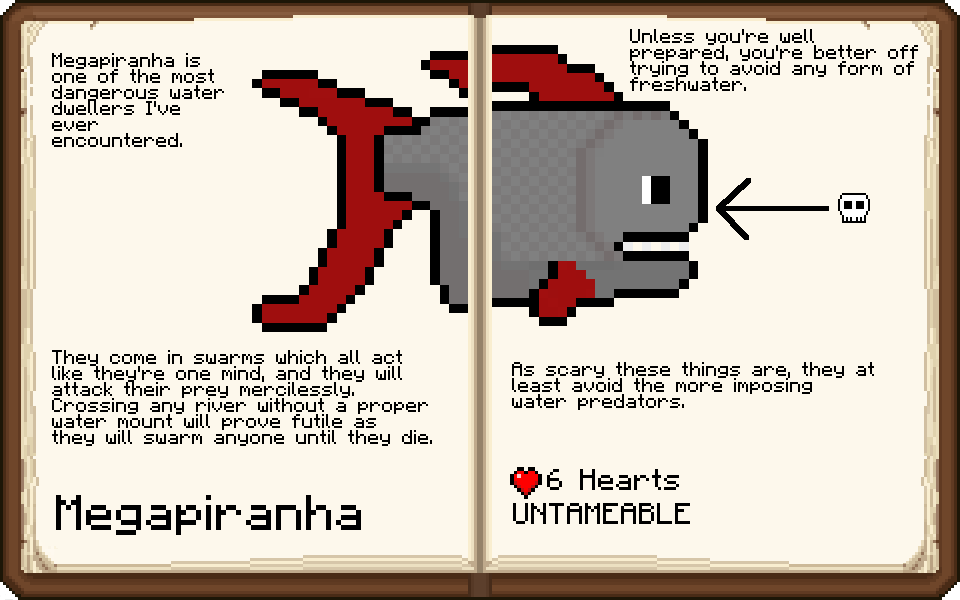 Megapiranha is
one of the most
dangerous water
dwellers I've
ever
encountered.
They come in swarms which all act
like they're one mind, and they will
attack their prey mercilessly.
Crossing any river without a proper
water mount will prove futile as
they will swarm anyone until they die.
Megapiranha
Unless you're well
prepared, you're better off
trying to avoid any form of
freshwater.
As scary these things are, they at
least avoid the more imposing
water predators.
6 Hearts
UNTAMEABLE